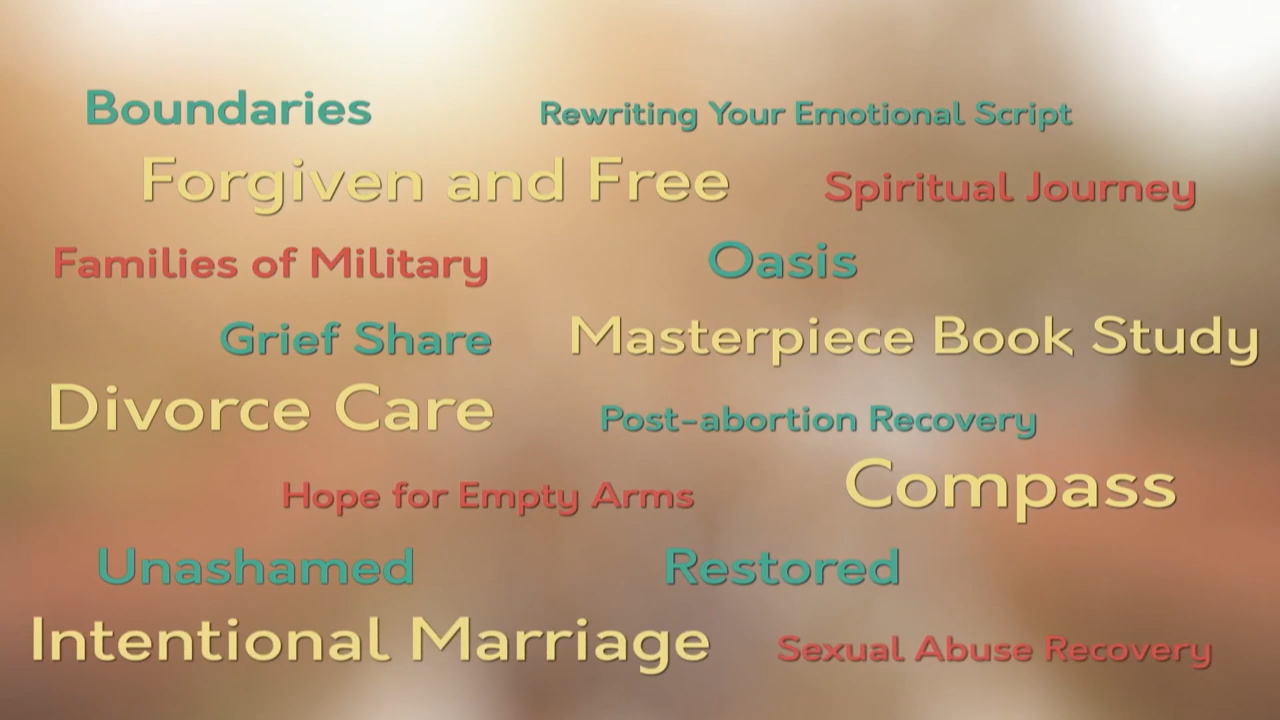 Boundaries
Rewriting Your Emotional Script
Forgiven and Free
Spiritual Journey
Families of Military
Oasis
Grief Share
Masterpiece Book Study
Divorce Care
Post-abortion Recovery
Compass
Hope for Empty Arms
Unashamed
Restored
Intentional Marriage
Sexual Abuse Recovery